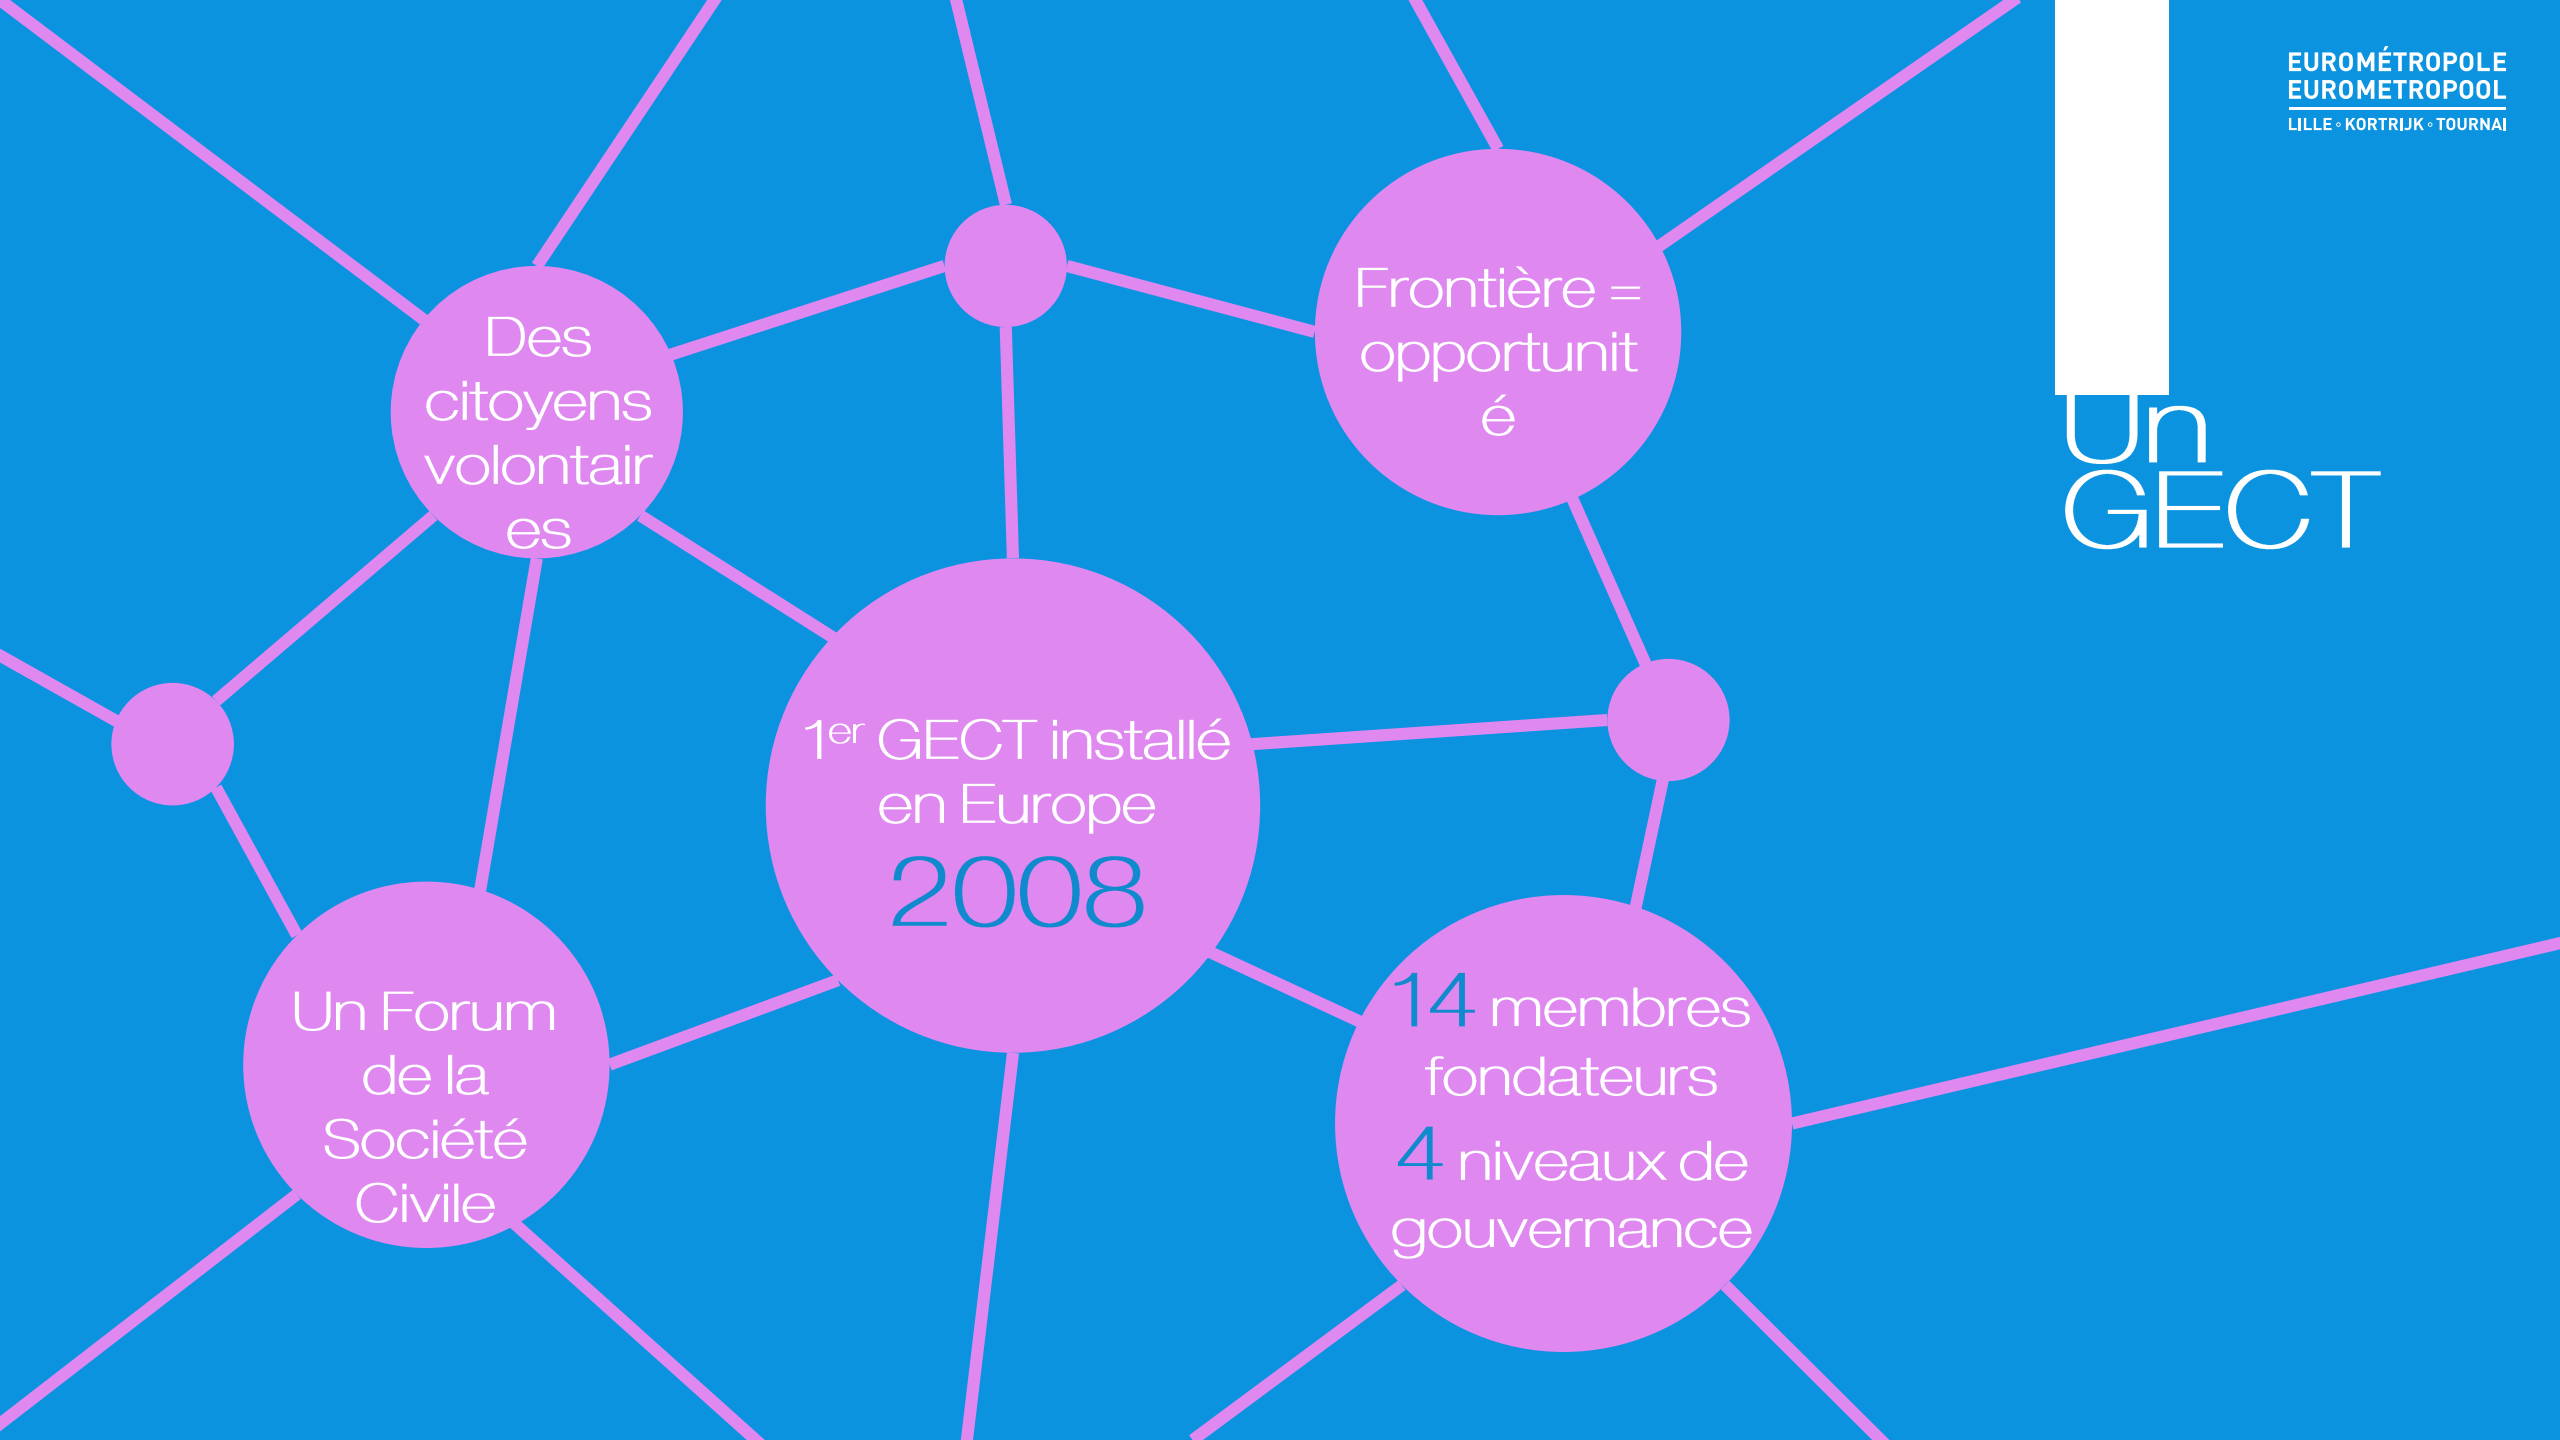 EUROMÉTROPOLE
EUROMETROPOOL
LILLE ∘ KORTRIJK ∘ TOURNAI
Un
GECT
Des
citoyens
volontair
es
Frontière =
opportunit
é
1er GECT installé
en Europe
2008
Un Forum
de la
Société
Civile
14 membres
fondateurs
4 niveaux de
gouvernance